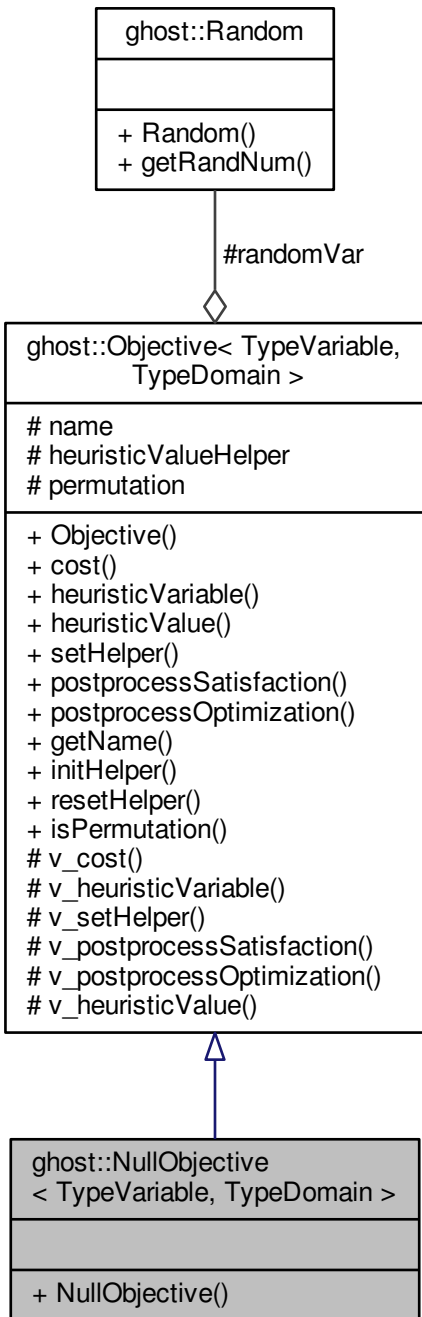 ghost::Random
+ Random()
+ getRandNum()
#randomVar
ghost::Objective< TypeVariable,
TypeDomain >
# name
# heuristicValueHelper
# permutation
+ Objective()
+ cost()
+ heuristicVariable()
+ heuristicValue()
+ setHelper()
+ postprocessSatisfaction()
+ postprocessOptimization()
+ getName()
+ initHelper()
+ resetHelper()
+ isPermutation()
# v_cost()
# v_heuristicVariable()
# v_setHelper()
# v_postprocessSatisfaction()
# v_postprocessOptimization()
# v_heuristicValue()
ghost::NullObjective
< TypeVariable, TypeDomain >
+ NullObjective()